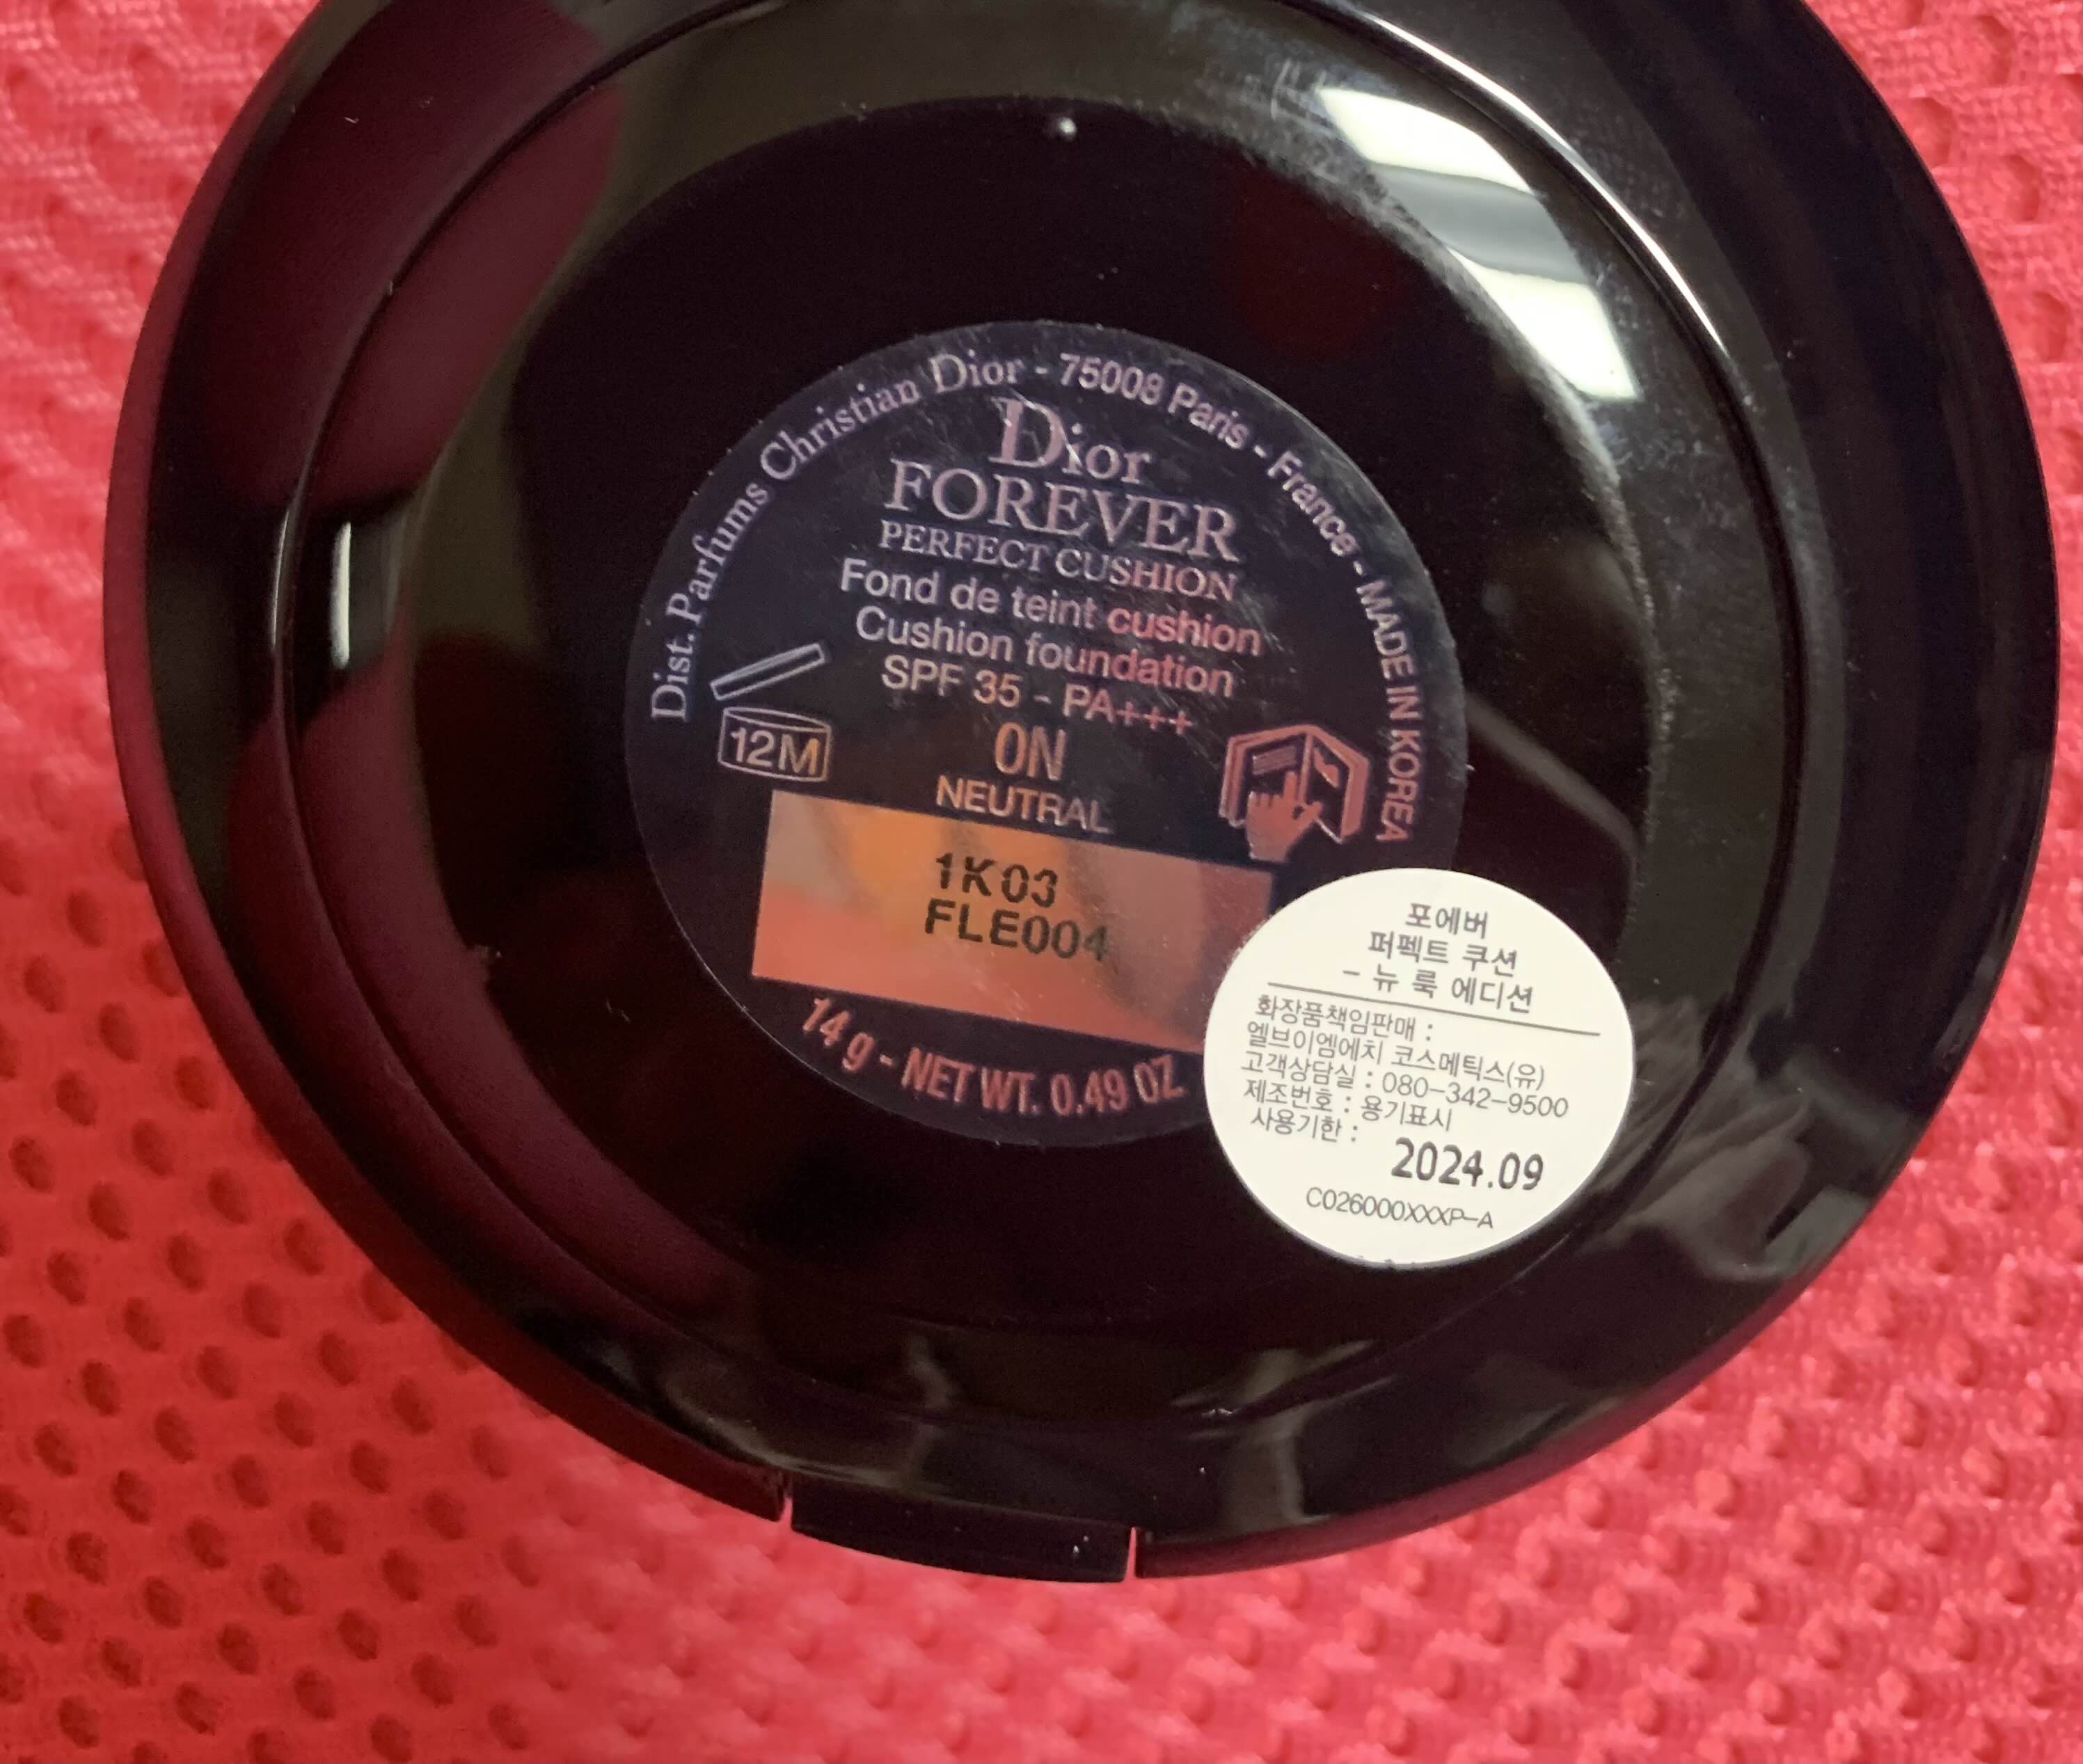 Dist. Parfums Christian Dior - 75008 Paris - France - MADE IN KOREA
Dior
FOREVER
PERFECT CUSHION
Fond de teint cushion
Cushion foundation
SPF 35 - PA+++
12M
0N
NEUTRAL
1K03
FLE004
14 g - NET WT. 0.49 OZ
포에버
퍼펙트 쿠션
- 뉴 룩 에디션
화장품책임판매 :
엘브이엠에치 코스메틱스(유)
고객상담실 : 080-342-9500
제조번호 : 용기표시
사용기한 :
2024.09
C026000XXXP-A